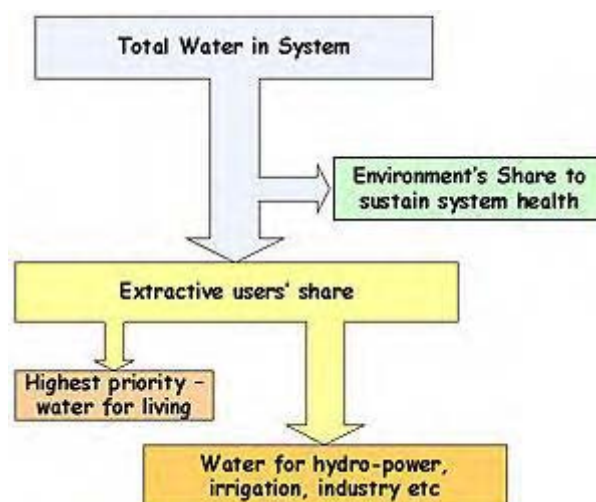 Total Water in System
Environment's Share to
sustain system health
Extractive users' share
Highest priority –
water for living
Water for hydro-power,
irrigation, industry etc